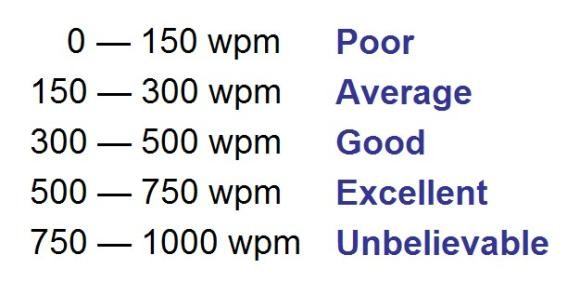 0 — 150 wpm Poor
150 — 300 wpm Average
300 — 500 wpm Good
500 — 750 wpm Excellent
750 — 1000 wpm Unbelievable